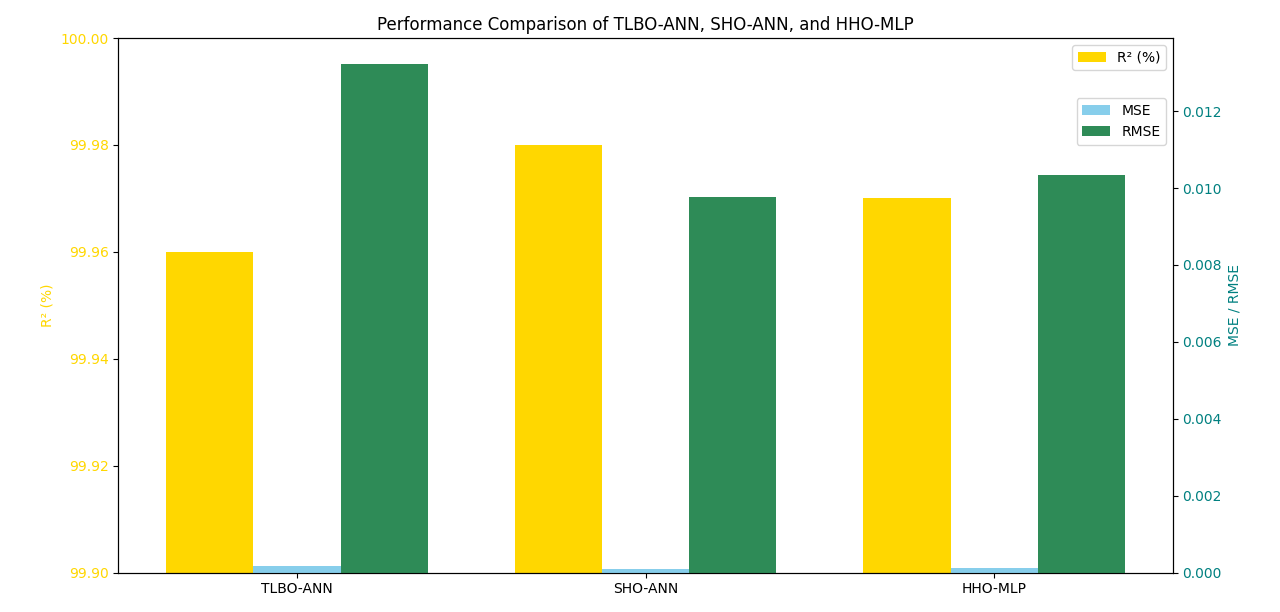 Performance Comparison of TLBO-ANN, SHO-ANN, and HHO-MLP
R² (%)
100.00
99.98
99.96
99.94
99.92
99.90
R² (%)
MSE
RMSE
0.012
0.010
0.008
0.006
0.004
0.002
0.000
MSE / RMSE
TLBO-ANN
SHO-ANN
HHO-MLP